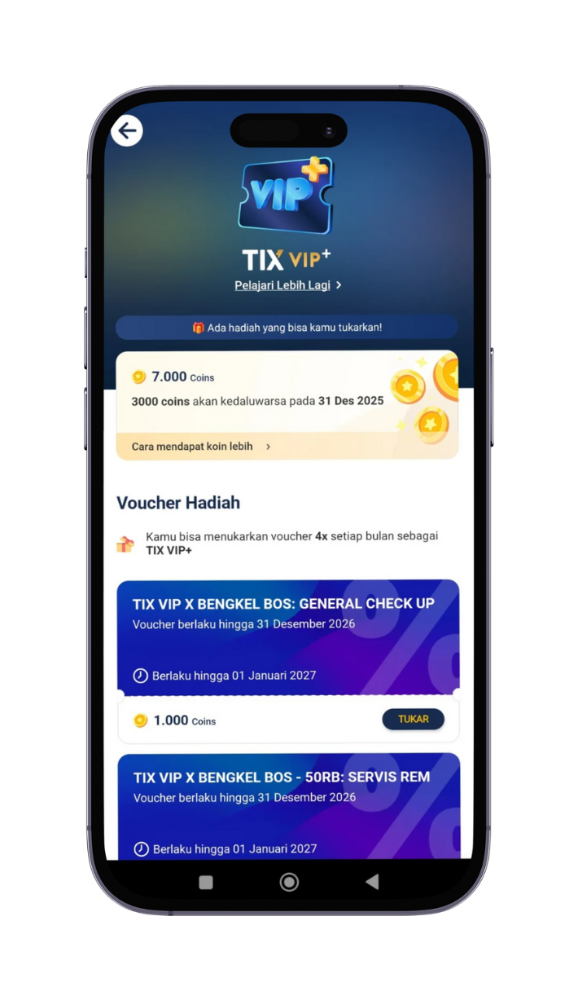 VIP+
TIX VIP+
Pelajari Lebih Lagi >
Ada hadiah yang bisa kamu tukarkan!
7.000 Coins
3000 coins akan kedaluwarsa pada 31 Des 2025
Cara mendapat koin lebih >
Voucher Hadiah
Kamu bisa menukarkan voucher 4x setiap bulan sebagai
TIX VIP+
TIX VIP X BENGKEL BOS: GENERAL CHECK UP
Voucher berlaku hingga 31 Desember 2026
Berlaku hingga 01 Januari 2027
1.000 Coins
TUKAR
TIX VIP X BENGKEL BOS - 50RB: SERVIS REM
Voucher berlaku hingga 31 Desember 2026
Berlaku hingga 01 Januari 2027